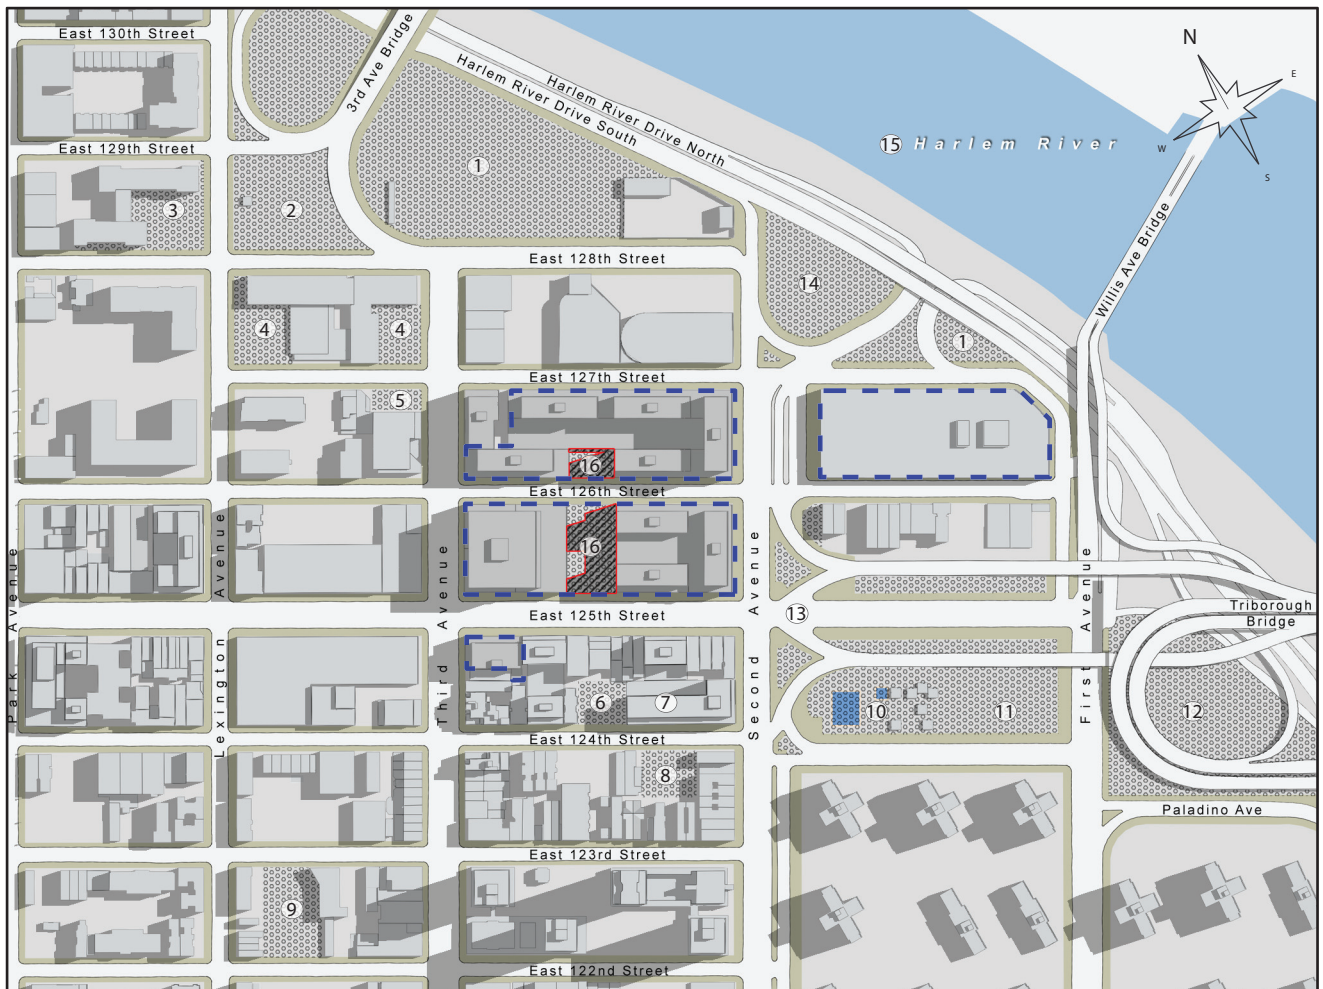 East 130th Street
3rd Ave Bridge
Harlem River Drive North
Harlem River Drive South
N
E
W
S
15 Harlem River
East 129th Street
1
3
2
Willis Ave Bridge
East 128th Street
14
4
4
1
East 127th Street
5
16
East 126th Street
16
Park Avenue
Lexington Avenue
Third Avenue
Second Avenue
First Avenue
East 125th Street
13
Triborough
Bridge
6
7
10
11
12
East 124th Street
8
Paladino Ave
East 123rd Street
9
East 122nd Street